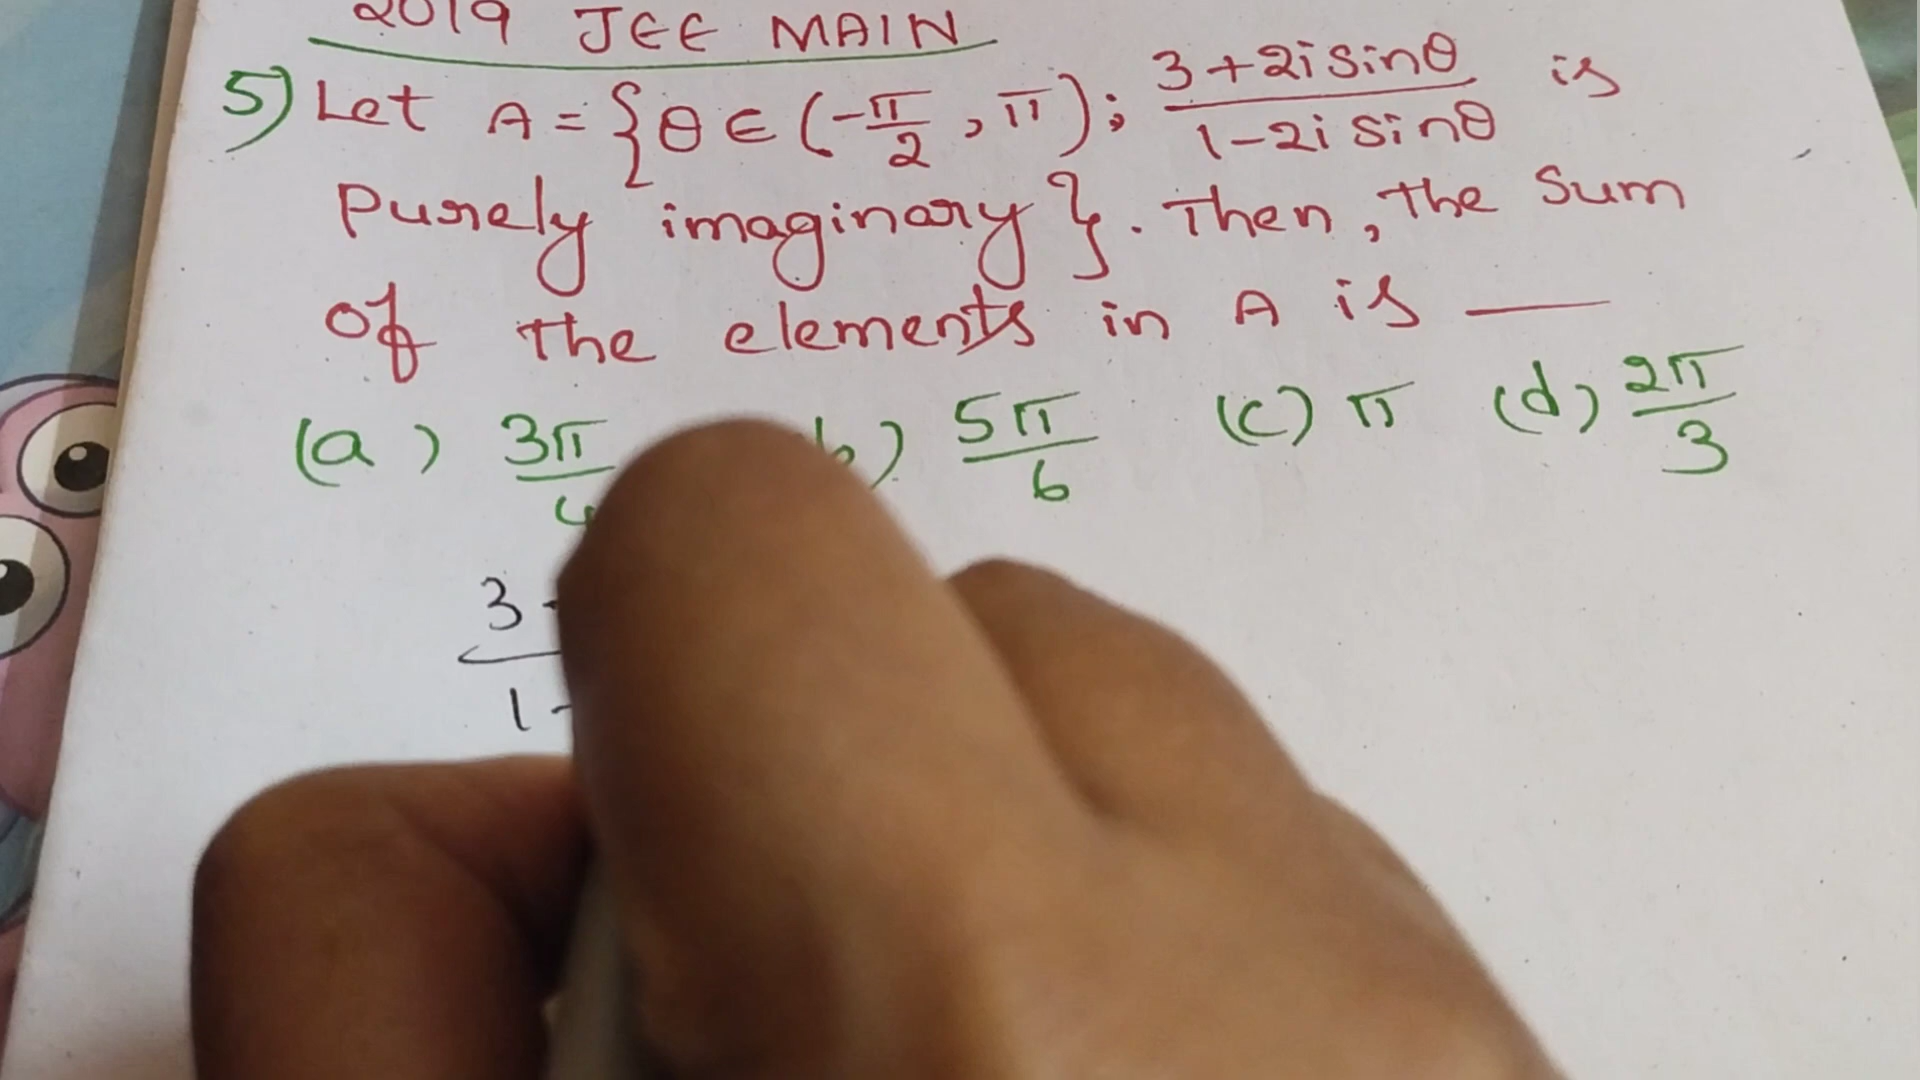 2019 JEE MAIN
5) Let A = {θ ∈ (-π/2, π); (3+2i sinθ)/(1-2i sinθ) is
Purely imaginary}. Then, the sum
of the elements in A is —
(a) 3π/4 b) 5π/6 (c) π (d) 2π/3
3
1-